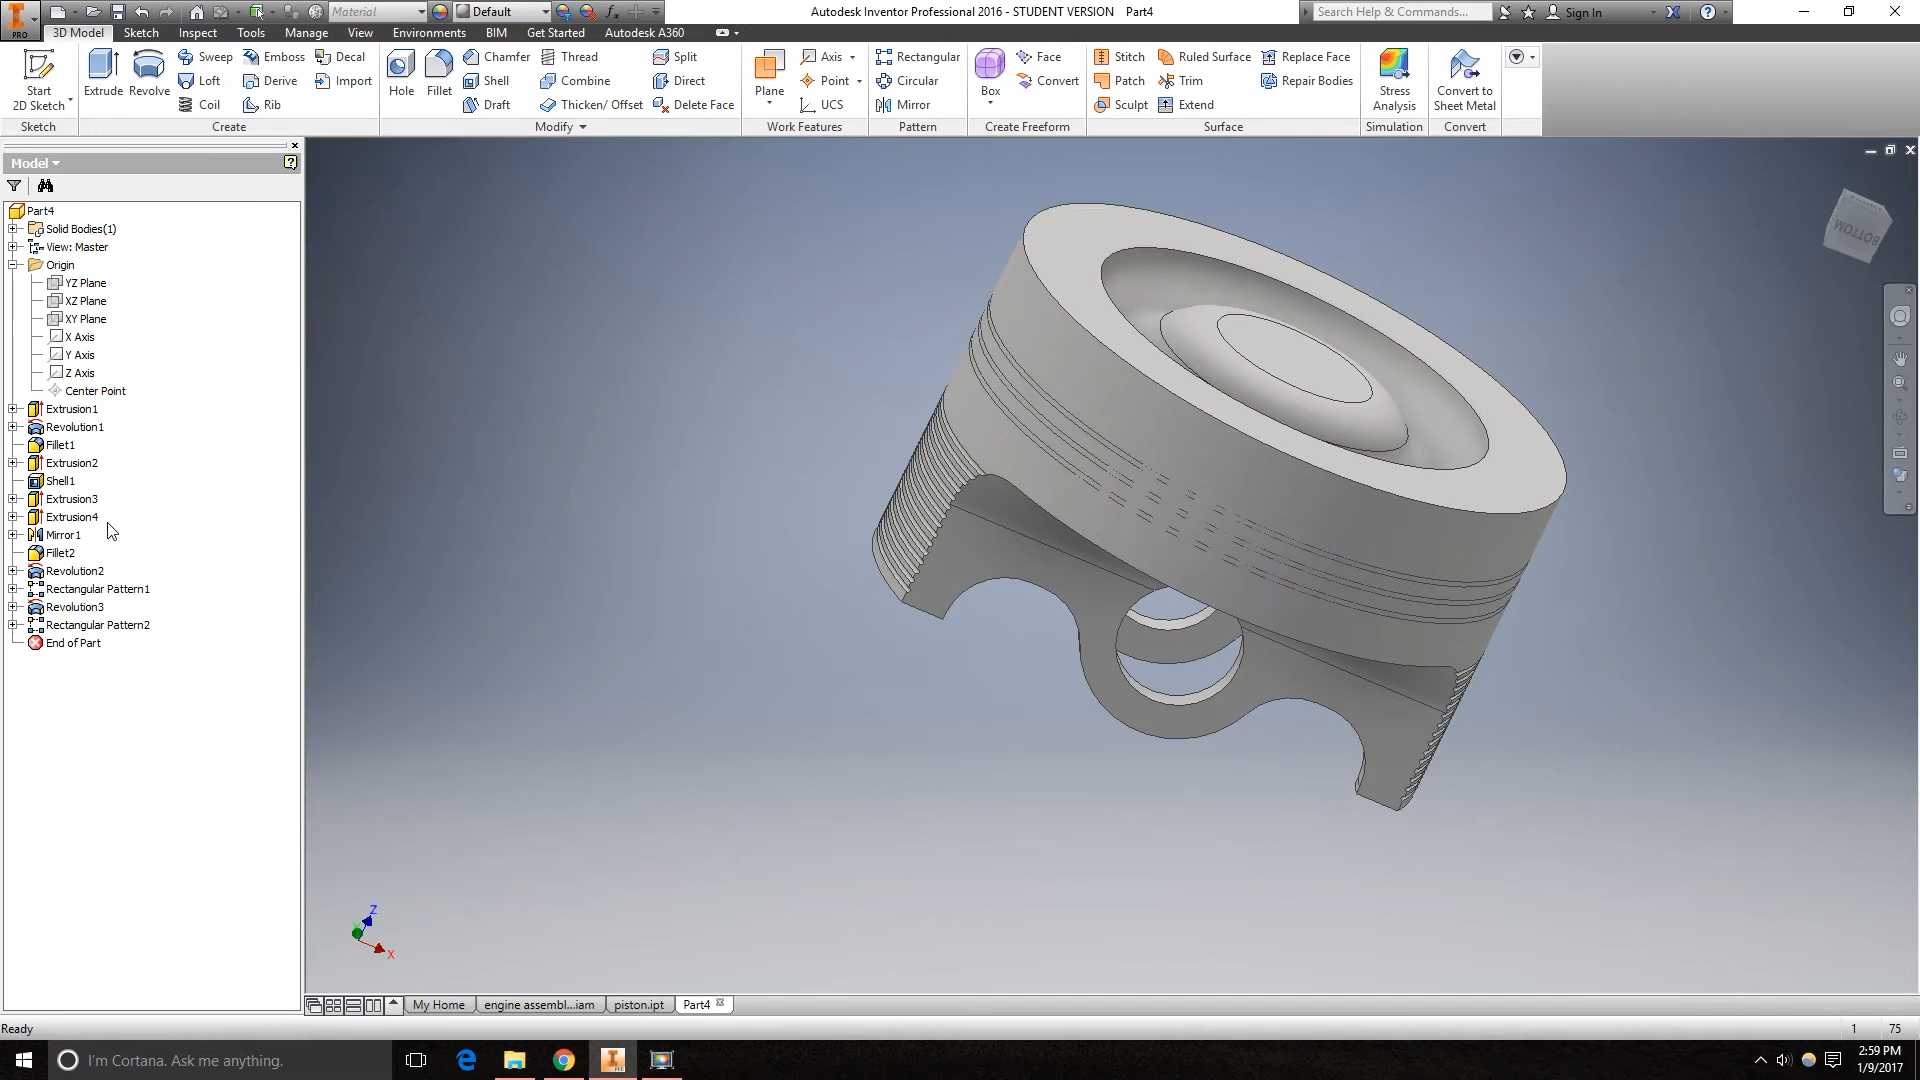 Material
Default
Autodesk Inventor Professional 2016 - STUDENT VERSION Part4
Search Help & Commands...
Sign In
PRO
3D Model Sketch Inspect Tools Manage View Environments BIM Get Started Autodesk A360
Start
2D Sketch
Sketch
Extrude
Revolve
Sweep
Loft
Coil
Emboss
Derive
Rib
Decal
Import
Create
Hole
Fillet
Chamfer
Shell
Draft
Thread
Combine
Thicken/ Offset
Split
Direct
Delete Face
Modify
Plane
Axis
Point
UCS
Work Features
Rectangular
Circular
Mirror
Pattern
Box
Face
Convert
Create Freeform
Stitch
Patch
Sculpt
Ruled Surface
Trim
Extend
Replace Face
Repair Bodies
Surface
Stress
Analysis
Simulation
Convert to
Sheet Metal
Convert
Model
Part4
Solid Bodies(1)
View: Master
Origin
YZ Plane
XZ Plane
XY Plane
X Axis
Y Axis
Z Axis
Center Point
Extrusion1
Revolution1
Fillet1
Extrusion2
Shell1
Extrusion3
Extrusion4
Mirror1
Fillet2
Revolution2
Rectangular Pattern1
Revolution3
Rectangular Pattern2
End of Part
BOTTOM
Z
X
My Home
engine assembl...iam
piston.ipt
Part4
Ready
1 75
I'm Cortana. Ask me anything.
PRO
2:59 PM
1/9/2017